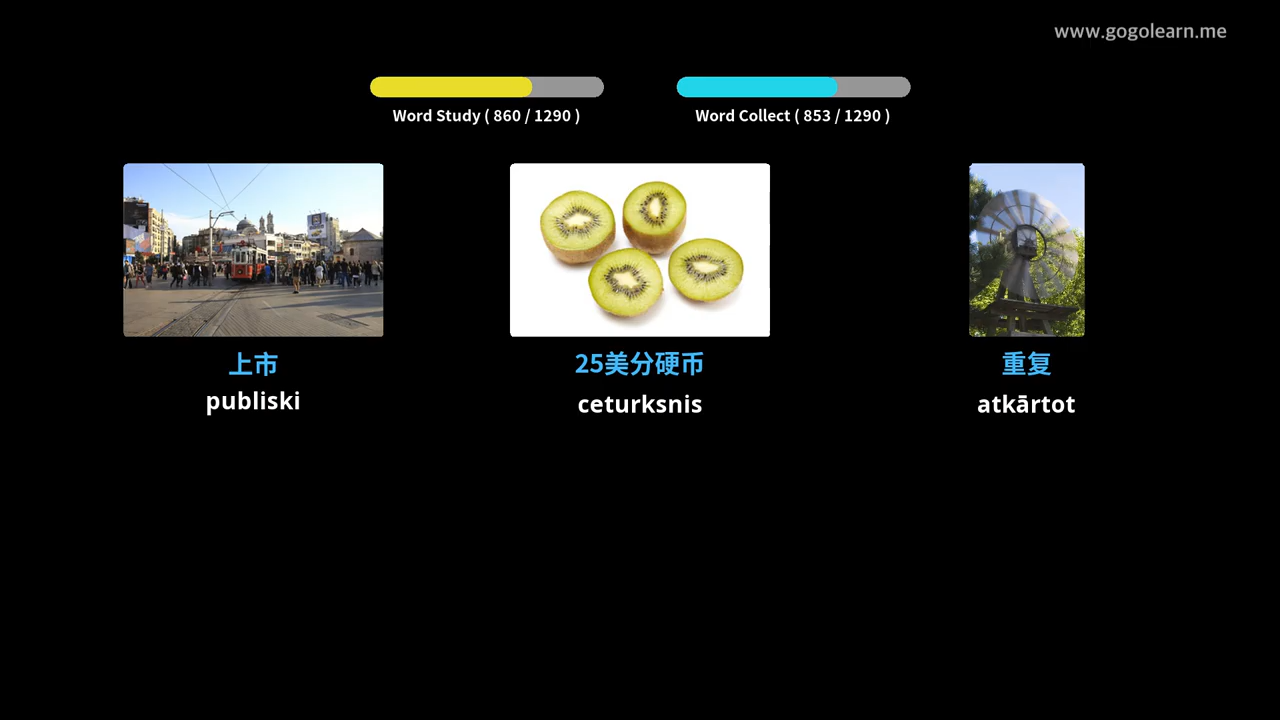 www.gogolearn.me
Word Study ( 860 / 1290 )
Word Collect ( 853 / 1290 )
上市
publiski
25美分硬币
ceturksnis
重复
atkārtot